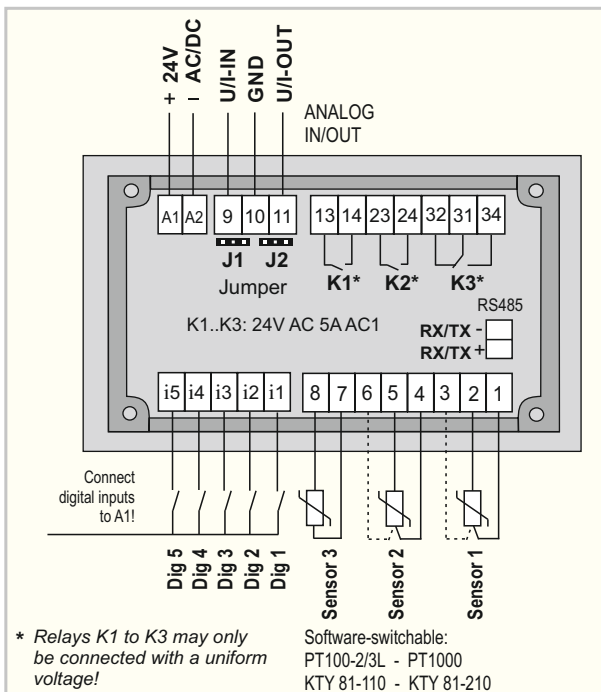 + 24V
– AC/DC
U/I-IN
GND
U/I-OUT
ANALOG
IN/OUT
A1 A2 9 10 11 13 14 23 24 32 31 34
J1 J2
Jumper
K1* K2* K3*
RS485
K1..K3: 24V AC 5A AC1
RX/TX -
RX/TX +
i5 i4 i3 i2 i1 8 7 6 5 4 3 2 1
Connect
digital inputs
to A1!
Dig 5
Dig 4
Dig 3
Dig 2
Dig 1
Sensor 3
Sensor 2
Sensor 1
* Relays K1 to K3 may only
be connected with a uniform
voltage!
Software-switchable:
PT100-2/3L - PT1000
KTY 81-110 - KTY 81-210